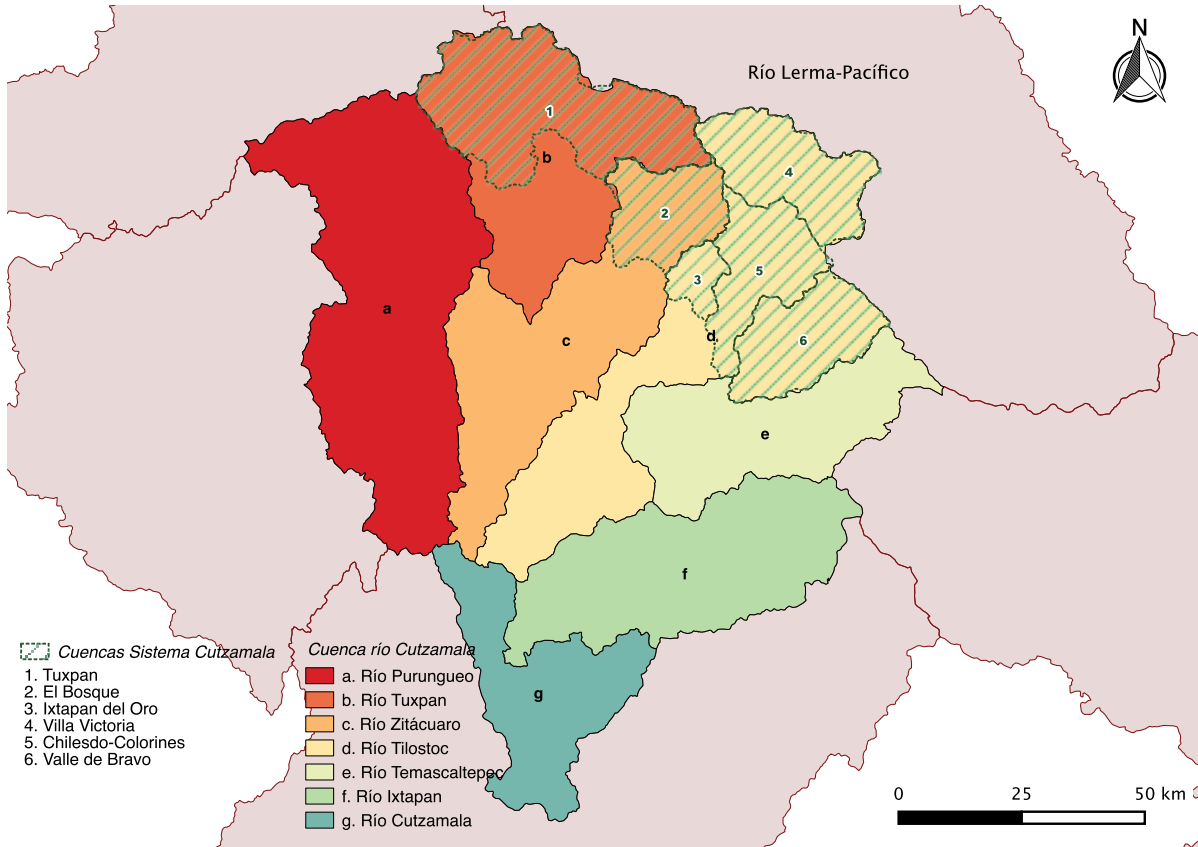 N
Río Lerma-Pacífico
1
b
4
2
3
5
a
c
d
6
e
f
g
Cuencas Sistema Cutzamala
1. Tuxpan
2. El Bosque
3. Ixtapan del Oro
4. Villa Victoria
5. Chilesdo-Colorines
6. Valle de Bravo
Cuenca río Cutzamala
a. Río Purungueo
b. Río Tuxpan
c. Río Zitácuaro
d. Río Tilostoc
e. Río Temascaltepec
f. Río Ixtapan
g. Río Cutzamala
0 25 50 km